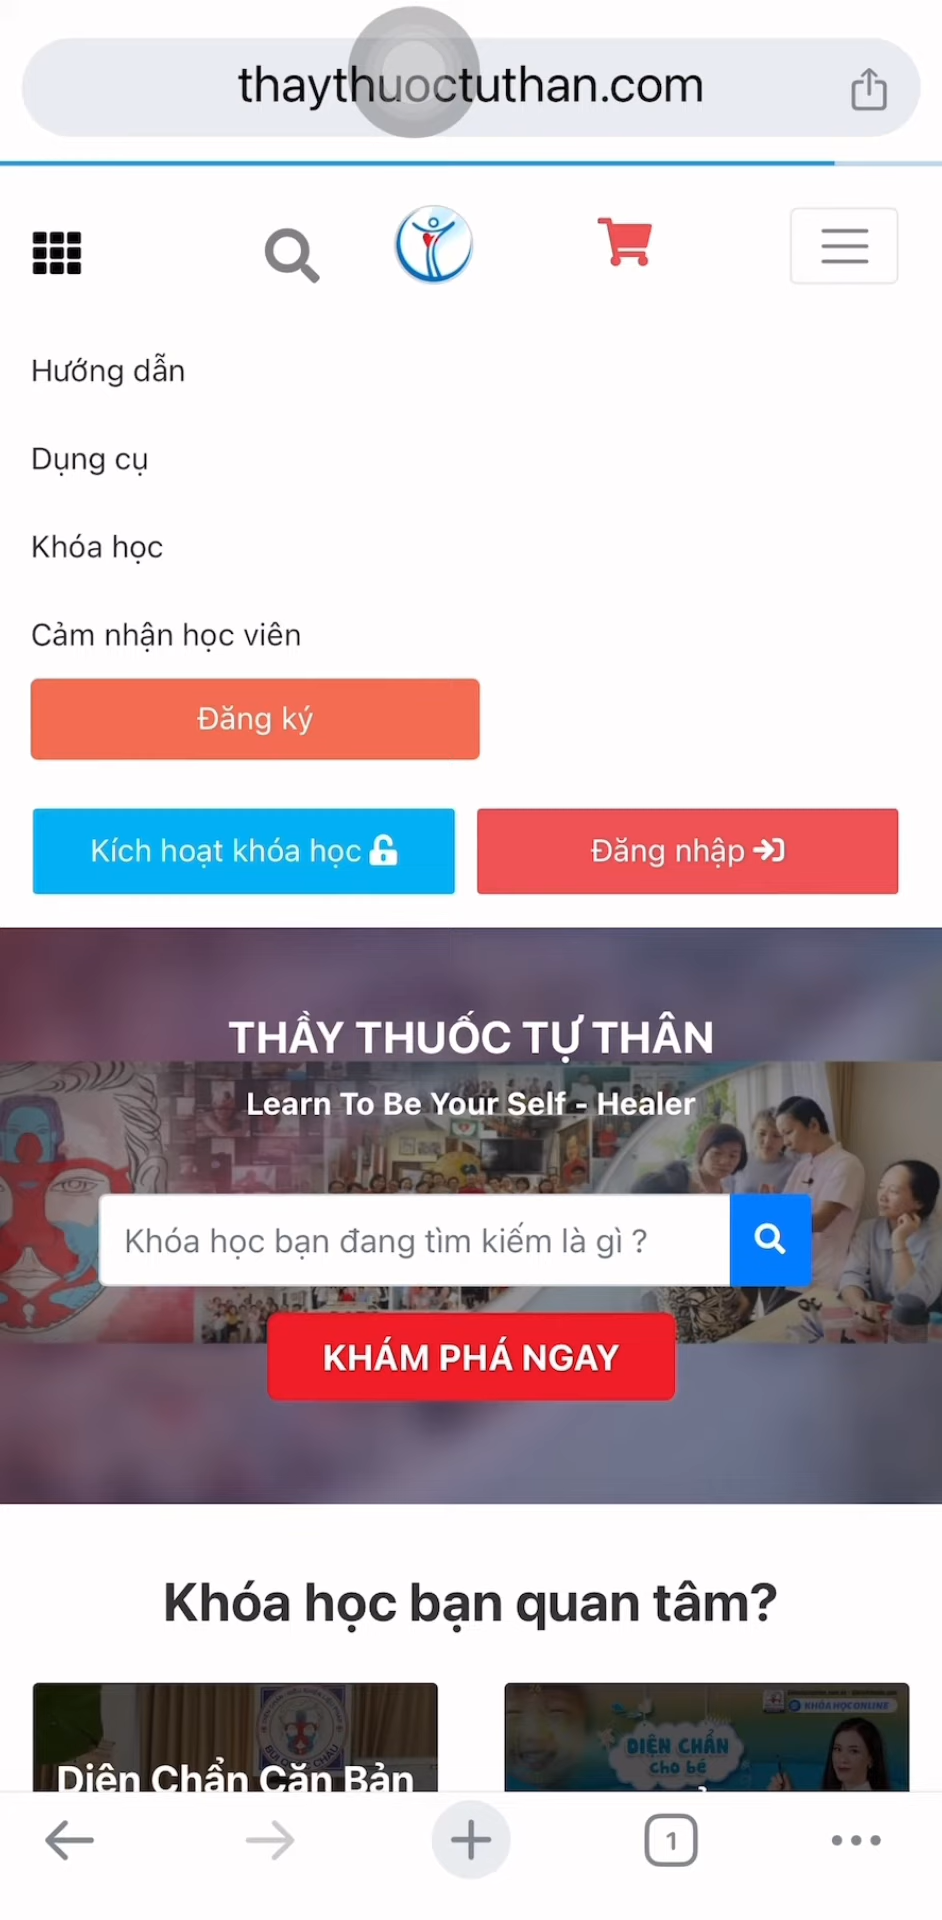 thaythuoctuthan.com
Hướng dẫn
Dụng cụ
Khóa học
Cảm nhận học viên
Đăng ký
Kích hoạt khóa học
Đăng nhập
THẦY THUỐC TỰ THÂN
Learn To Be Your Self - Healer
Khóa học bạn đang tìm kiếm là gì ?
KHÁM PHÁ NGAY
Khóa học bạn quan tâm?
BÙI QUỐC CHÂU
Diện Chẩn Căn Bản
KHÓA HỌC ONLINE
DIỆN CHẨN
cho bé
1